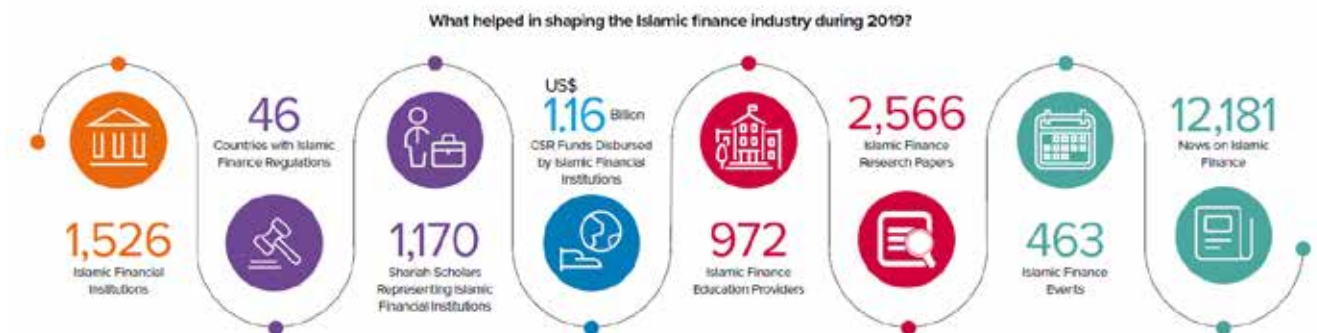 What helped in shaping the Islamic finance industry during 2019?
1,526
Islamic Financial
Institutions
46
Countries with Islamic
Finance Regulations
1,170
Shariah Scholars
Representing Islamic
Financial Institutions
US$
1.16 Billion
CSR Funds Disbursed
by Islamic Financial
Institutions
972
Islamic Finance
Education Providers
2,566
Islamic Finance
Research Papers
463
Islamic Finance
Events
12,181
News on Islamic
Finance